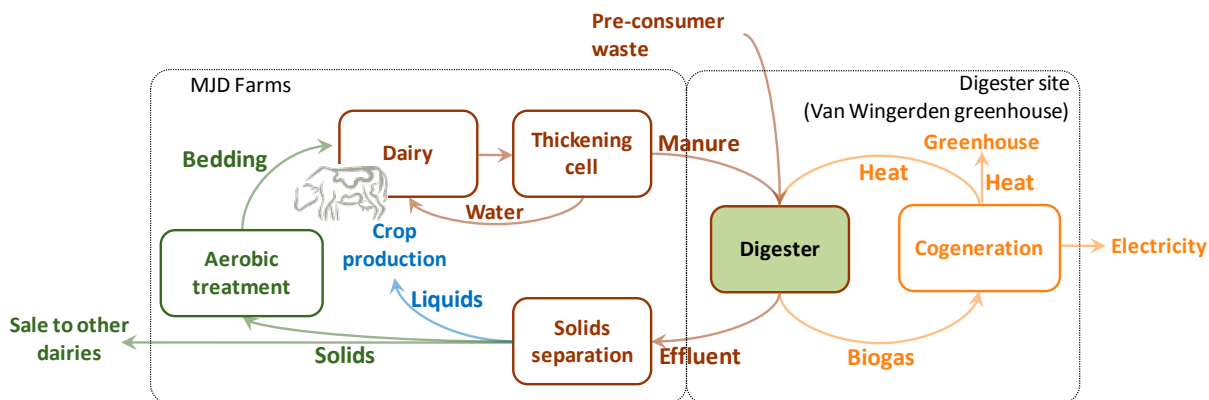 Pre-consumer
waste
MJD Farms
Digester site
(Van Wingerden greenhouse)
Bedding
Dairy
Thickening
cell
Manure
Greenhouse
Heat
Heat
Water
Crop
production
Aerobic
treatment
Digester
Cogeneration
Electricity
Liquids
Sale to other
dairies
Solids
Solids
separation
Effluent
Biogas